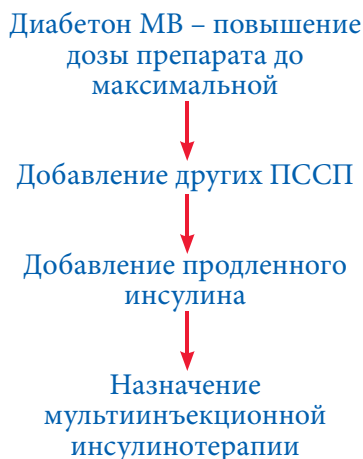 Диабетон МВ – повышение
дозы препарата до
максимальной
Добавление других ПССП
Добавление продленного
инсулина
Назначение
мультиинъекционной
инсулинотерапии